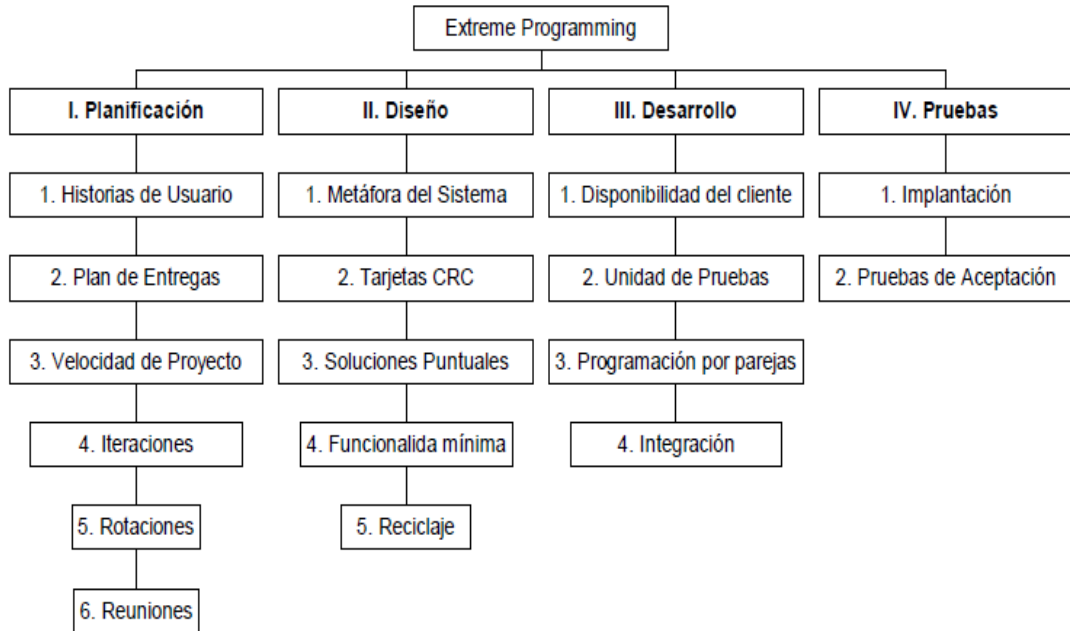 Extreme Programming
I. Planificación
1. Historias de Usuario
2. Plan de Entregas
3. Velocidad de Proyecto
4. Iteraciones
5. Rotaciones
6. Reuniones
II. Diseño
1. Metáfora del Sistema
2. Tarjetas CRC
3. Soluciones Puntuales
4. Funcionalida mínima
5. Reciclaje
III. Desarrollo
1. Disponibilidad del cliente
2. Unidad de Pruebas
3. Programación por parejas
4. Integración
IV. Pruebas
1. Implantación
2. Pruebas de Aceptación